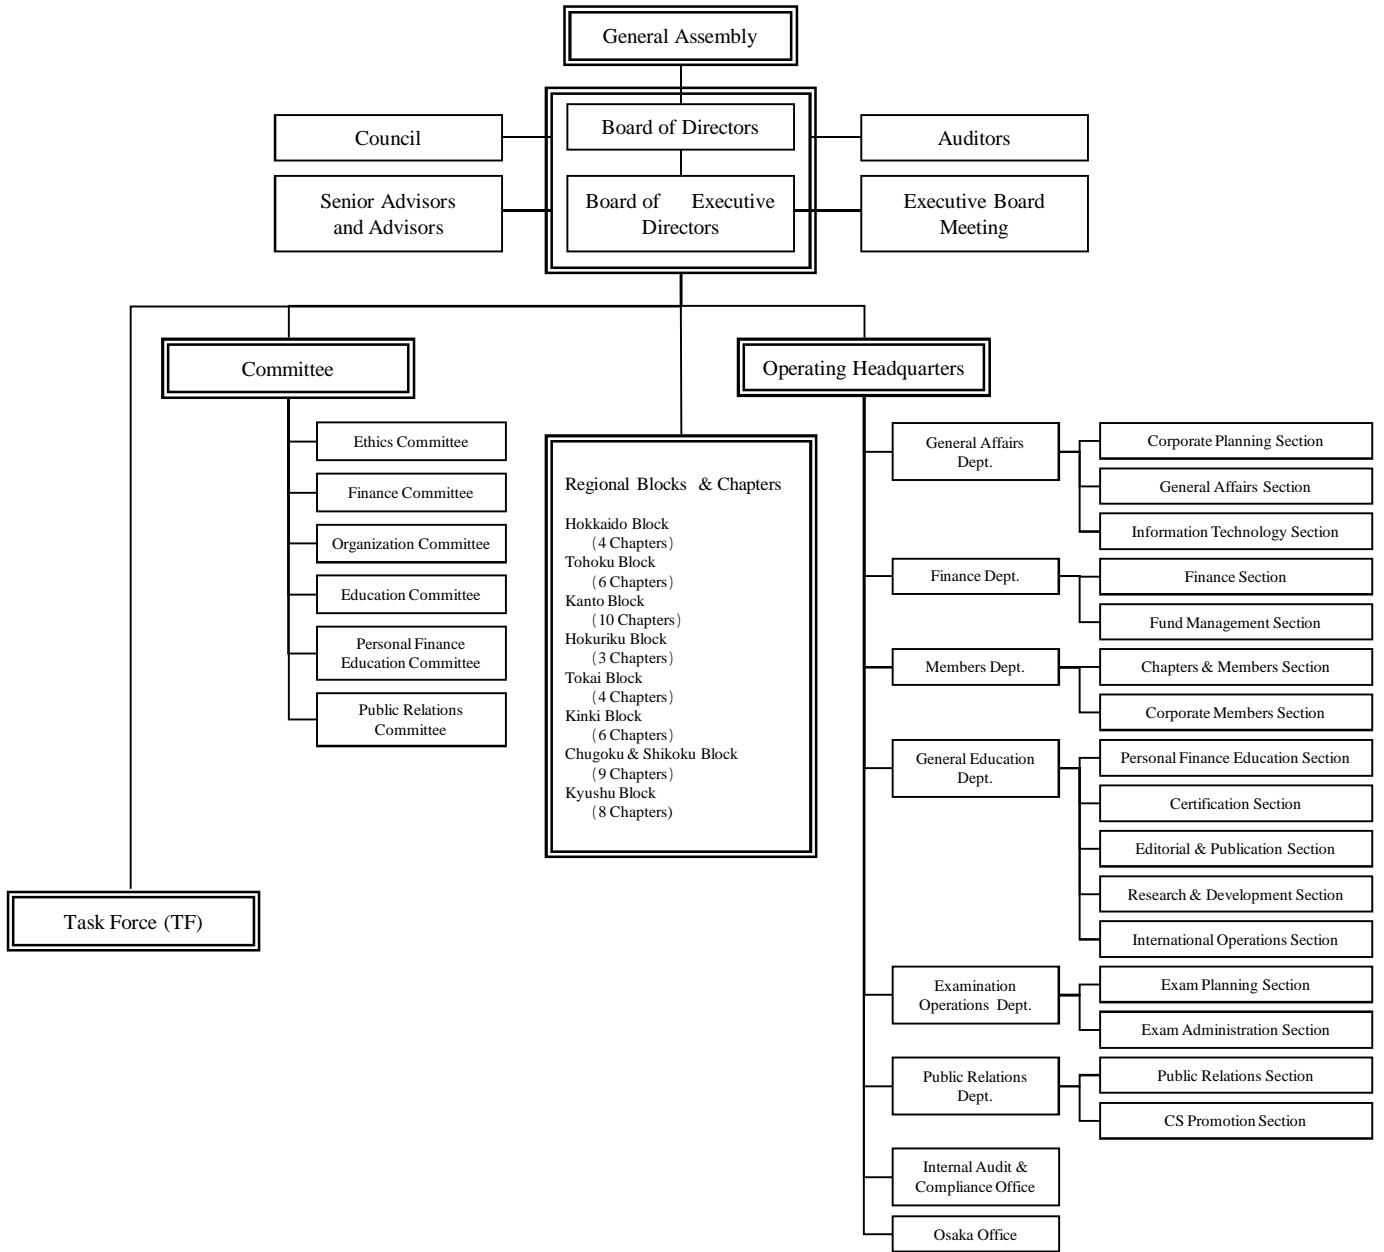 General Assembly
Board of Directors
Council
Auditors
Senior Advisors
and Advisors
Board of Executive
Directors
Executive Board
Meeting
Committee
Operating Headquarters
Ethics Committee
Finance Committee
Organization Committee
Education Committee
Personal Finance
Education Committee
Public Relations
Committee
Regional Blocks & Chapters
Hokkaido Block
(4 Chapters)
Tohoku Block
(6 Chapters)
Kanto Block
(10 Chapters)
Hokuriku Block
(3 Chapters)
Tokai Block
(4 Chapters)
Kinki Block
(6 Chapters)
Chugoku & Shikoku Block
(9 Chapters)
Kyushu Block
(8 Chapters)
Task Force (TF)
General Affairs
Dept.
Corporate Planning Section
General Affairs Section
Information Technology Section
Finance Dept.
Finance Section
Fund Management Section
Members Dept.
Chapters & Members Section
Corporate Members Section
General Education
Dept.
Personal Finance Education Section
Certification Section
Editorial & Publication Section
Research & Development Section
International Operations Section
Examination
Operations Dept.
Exam Planning Section
Exam Administration Section
Public Relations
Dept.
Public Relations Section
CS Promotion Section
Internal Audit &
Compliance Office
Osaka Office